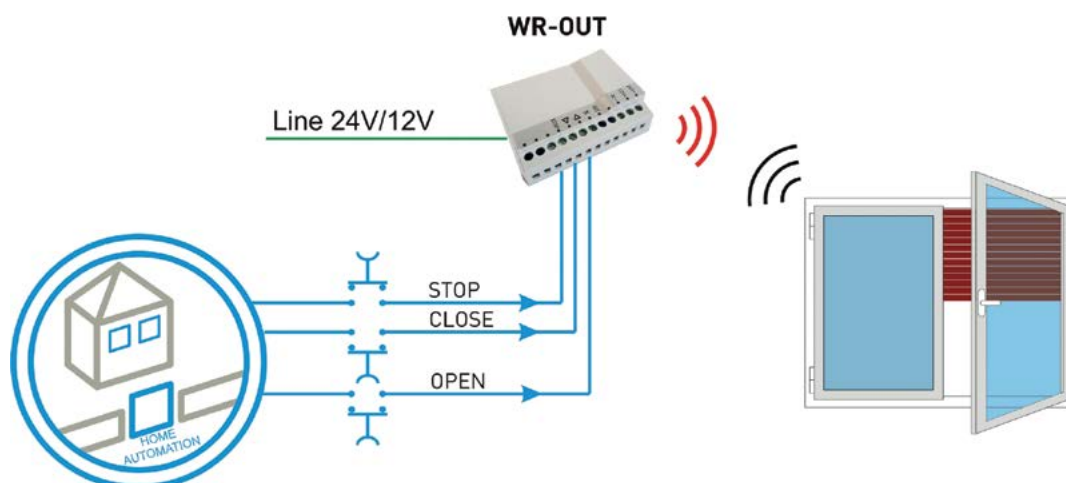 WR-OUT
Line 24V/12V
STOP
CLOSE
OPEN
HOME
AUTOMATION